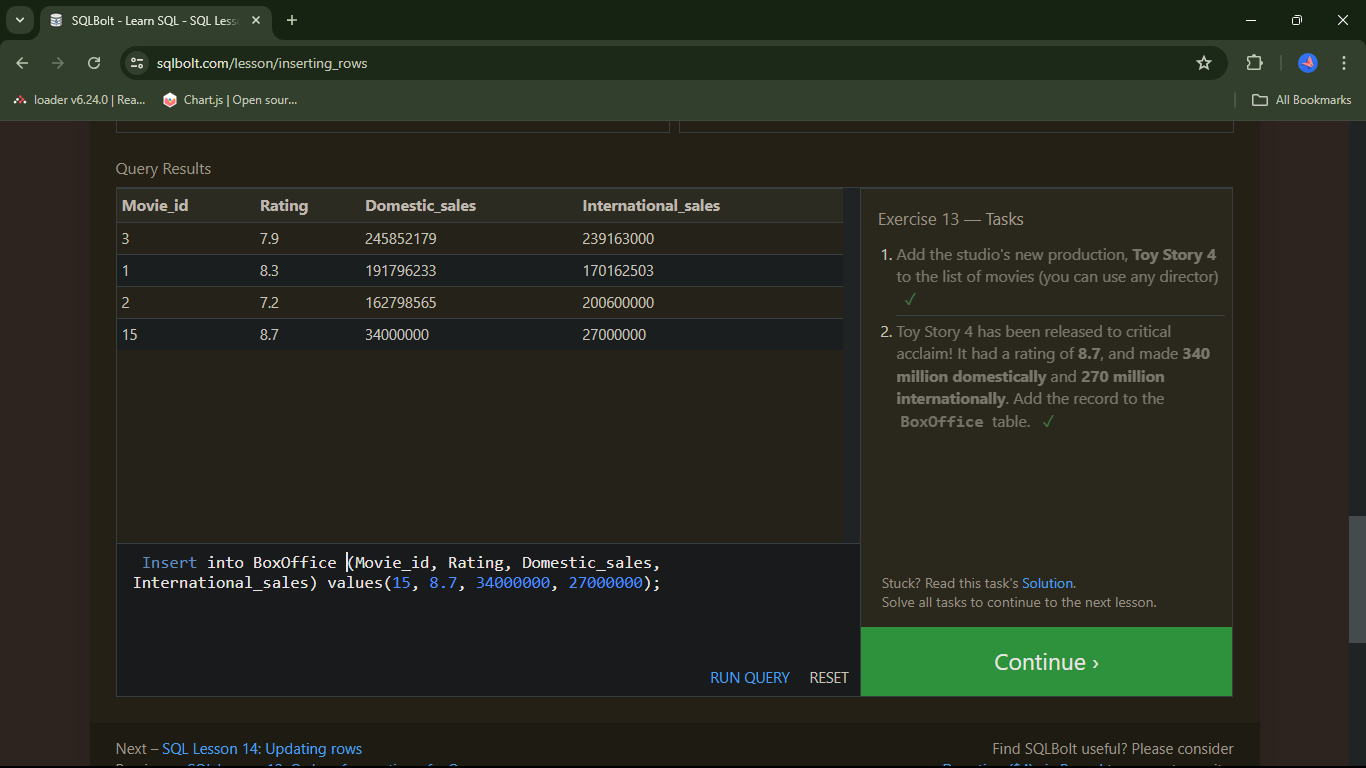 SQLBolt - Learn SQL - SQL Less
sqlbolt.com/lesson/inserting_rows
loader v6.24.0 | Rea... Chart.js | Open sour... All Bookmarks
Query Results
Movie_id Rating Domestic_sales International_sales
3 7.9 245852179 239163000
1 8.3 191796233 170162503
2 7.2 162798565 200600000
15 8.7 34000000 27000000
Exercise 13 — Tasks
1. Add the studio's new production, Toy Story 4
to the list of movies (you can use any director)
✓
2. Toy Story 4 has been released to critical
acclaim! It had a rating of 8.7, and made 340
million domestically and 270 million
internationally. Add the record to the
BoxOffice table. ✓
Insert into BoxOffice (Movie_id, Rating, Domestic_sales,
International_sales) values(15, 8.7, 34000000, 27000000);
RUN QUERY RESET
Stuck? Read this task's Solution.
Solve all tasks to continue to the next lesson.
Continue ›
Next – SQL Lesson 14: Updating rows
Find SQLBolt useful? Please consider